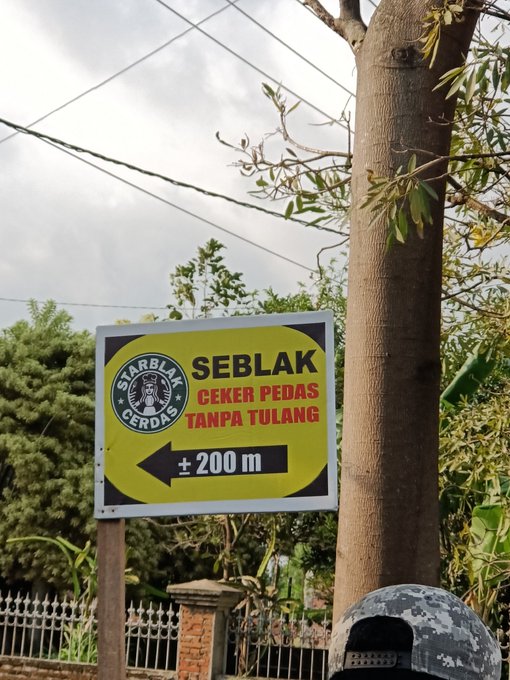 STARBLAK
CERDAS
SEBLAK
CEKER PEDAS
TANPA TULANG
± 200 m